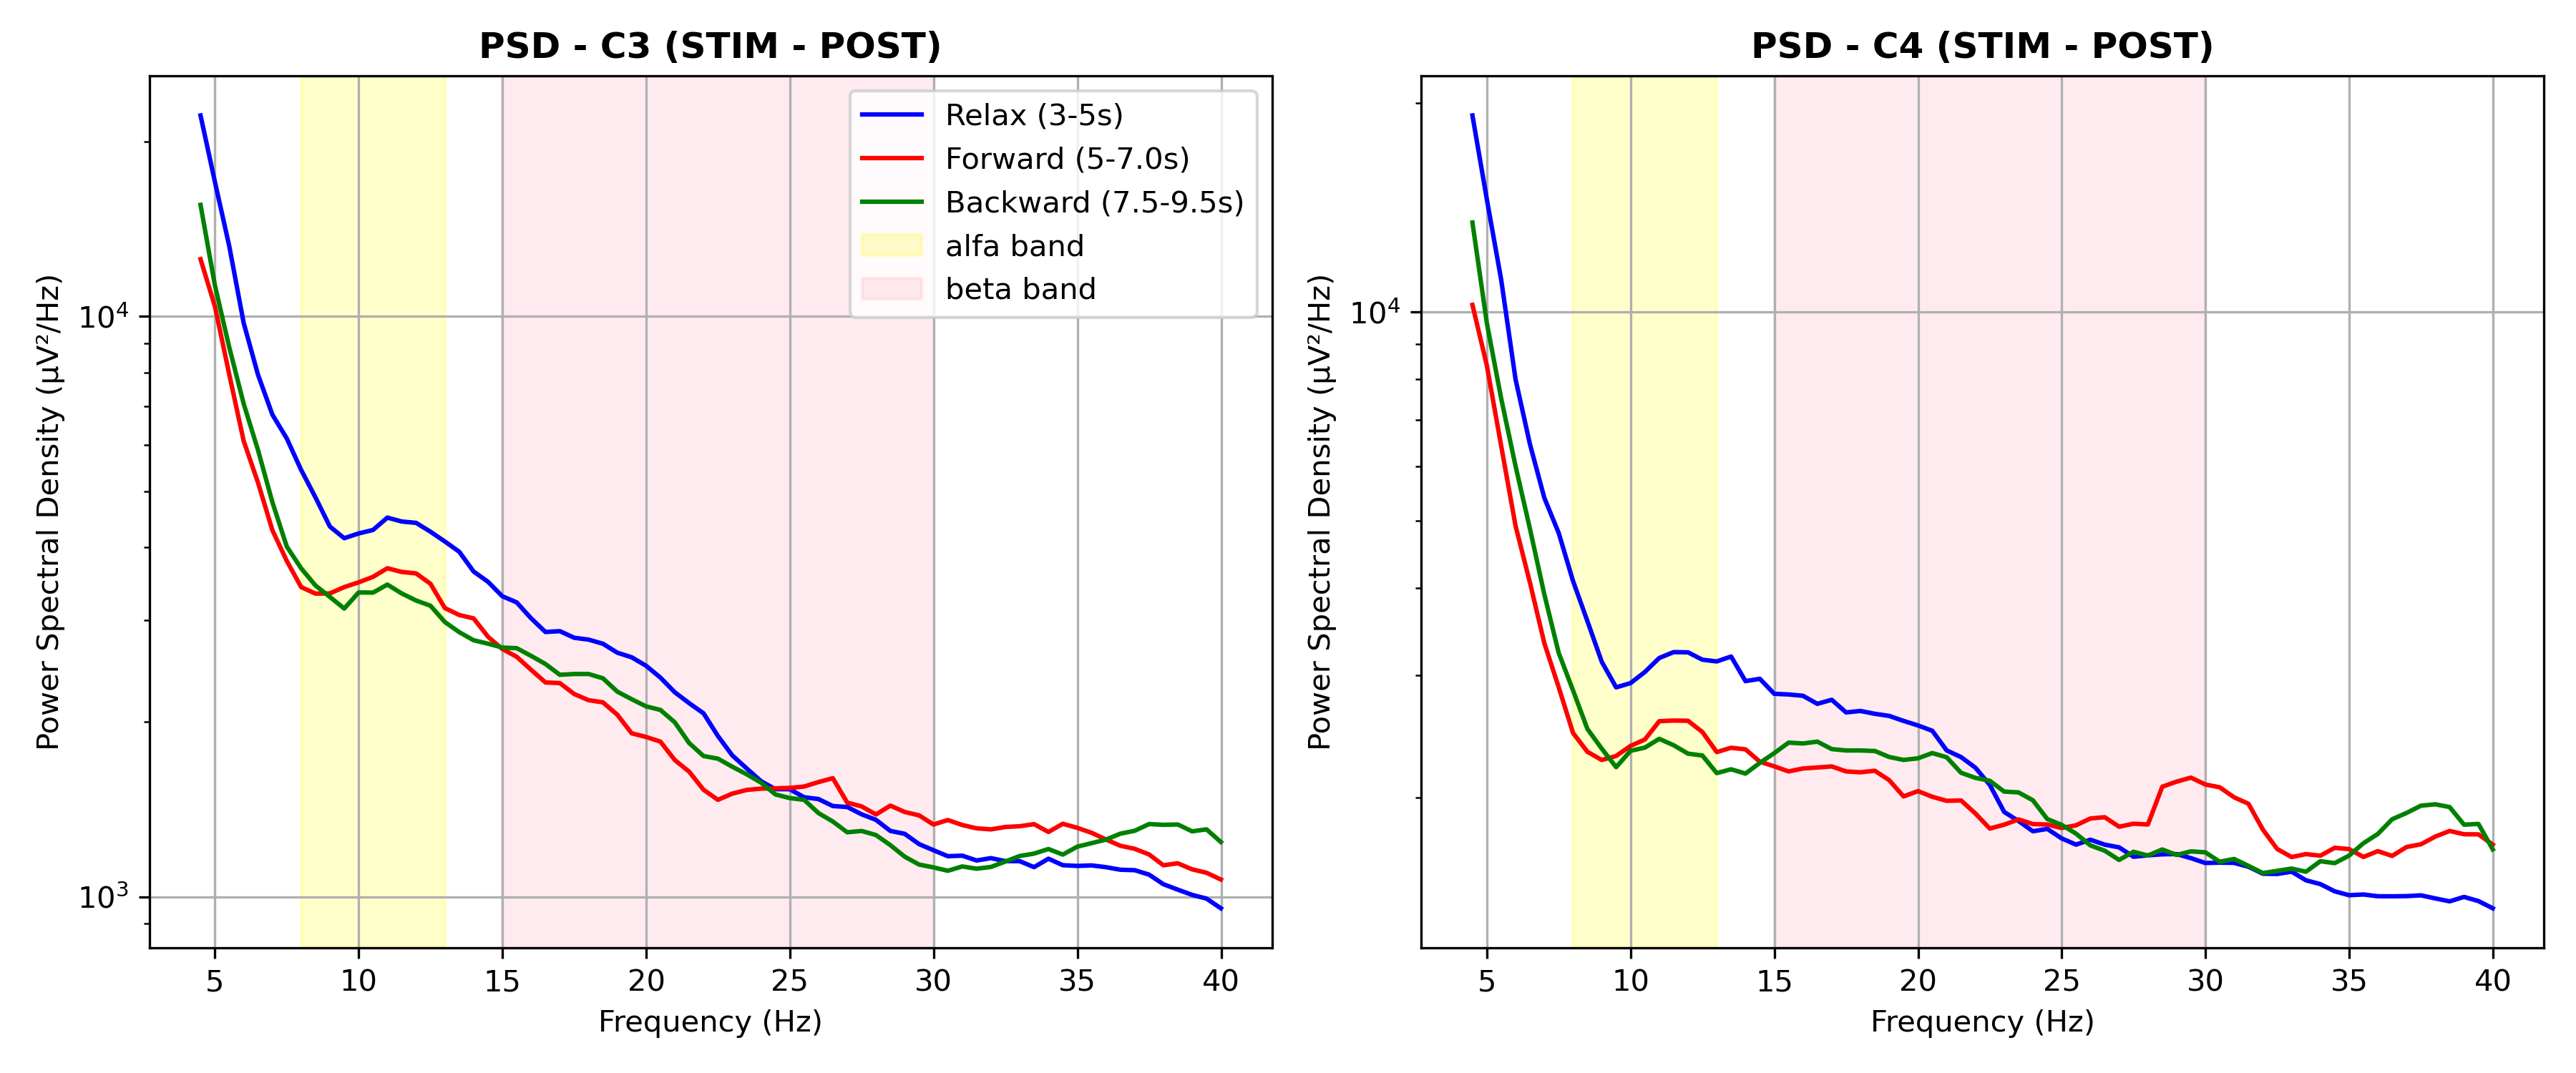 PSD - C3 (STIM - POST)
Power Spectral Density (µV²/Hz)
10⁴
10³
Relax (3-5s)
Forward (5-7.0s)
Backward (7.5-9.5s)
alfa band
beta band
5 10 15 20 25 30 35 40
Frequency (Hz)
PSD - C4 (STIM - POST)
Power Spectral Density (µV²/Hz)
10⁴
5 10 15 20 25 30 35 40
Frequency (Hz)